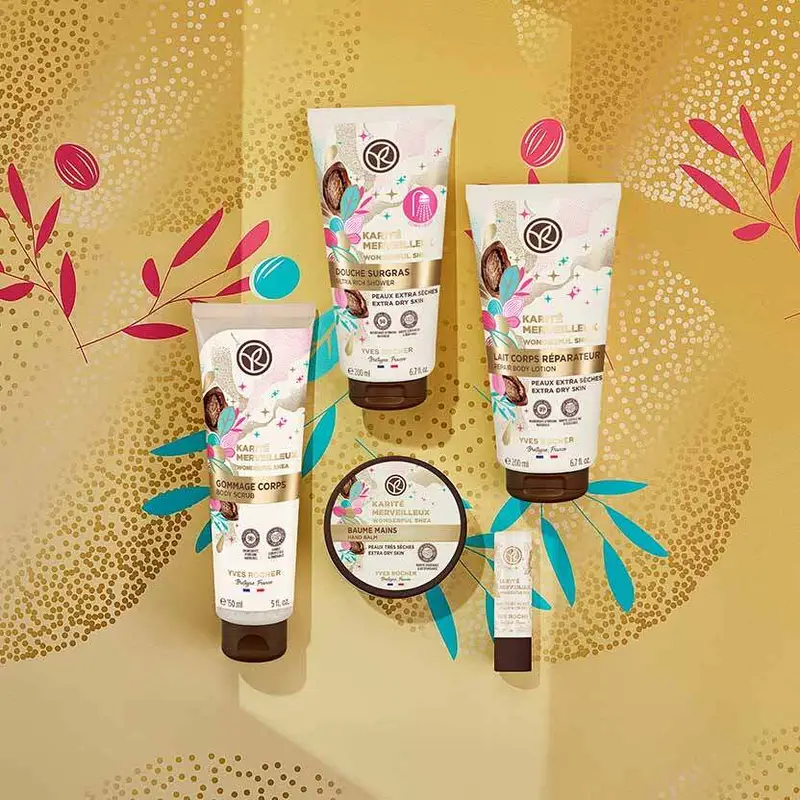 KARITÉ
MERVEILLEUX
WONDERFUL SHEA
DOUCHE SURGRAS
ULTRA RICH SHOWER
PEAUX EXTRA SÈCHES
EXTRA DRY SKIN
YVES ROCHER
Bretagne, France
e 200 ml 6.7 fl. oz.
KARITÉ
MERVEILLEUX
WONDERFUL SHEA
LAIT CORPS RÉPARATEUR
REPAIR BODY LOTION
PEAUX EXTRA SÈCHES
EXTRA DRY SKIN
89
YVES ROCHER
Bretagne, France
e 200 ml 6.7 fl. oz.
KARITÉ
MERVEILLEUX
WONDERFUL SHEA
GOMMAGE CORPS
BODY SCRUB
YVES ROCHER
Bretagne, France
e 150 ml 5 fl. oz.
KARITÉ
MERVEILLEUX
WONDERFUL SHEA
BAUME MAINS
HAND BALM
PEAUX TRÈS SÈCHES
EXTRA DRY SKIN
YVES ROCHER
Bretagne, France
KARITÉ